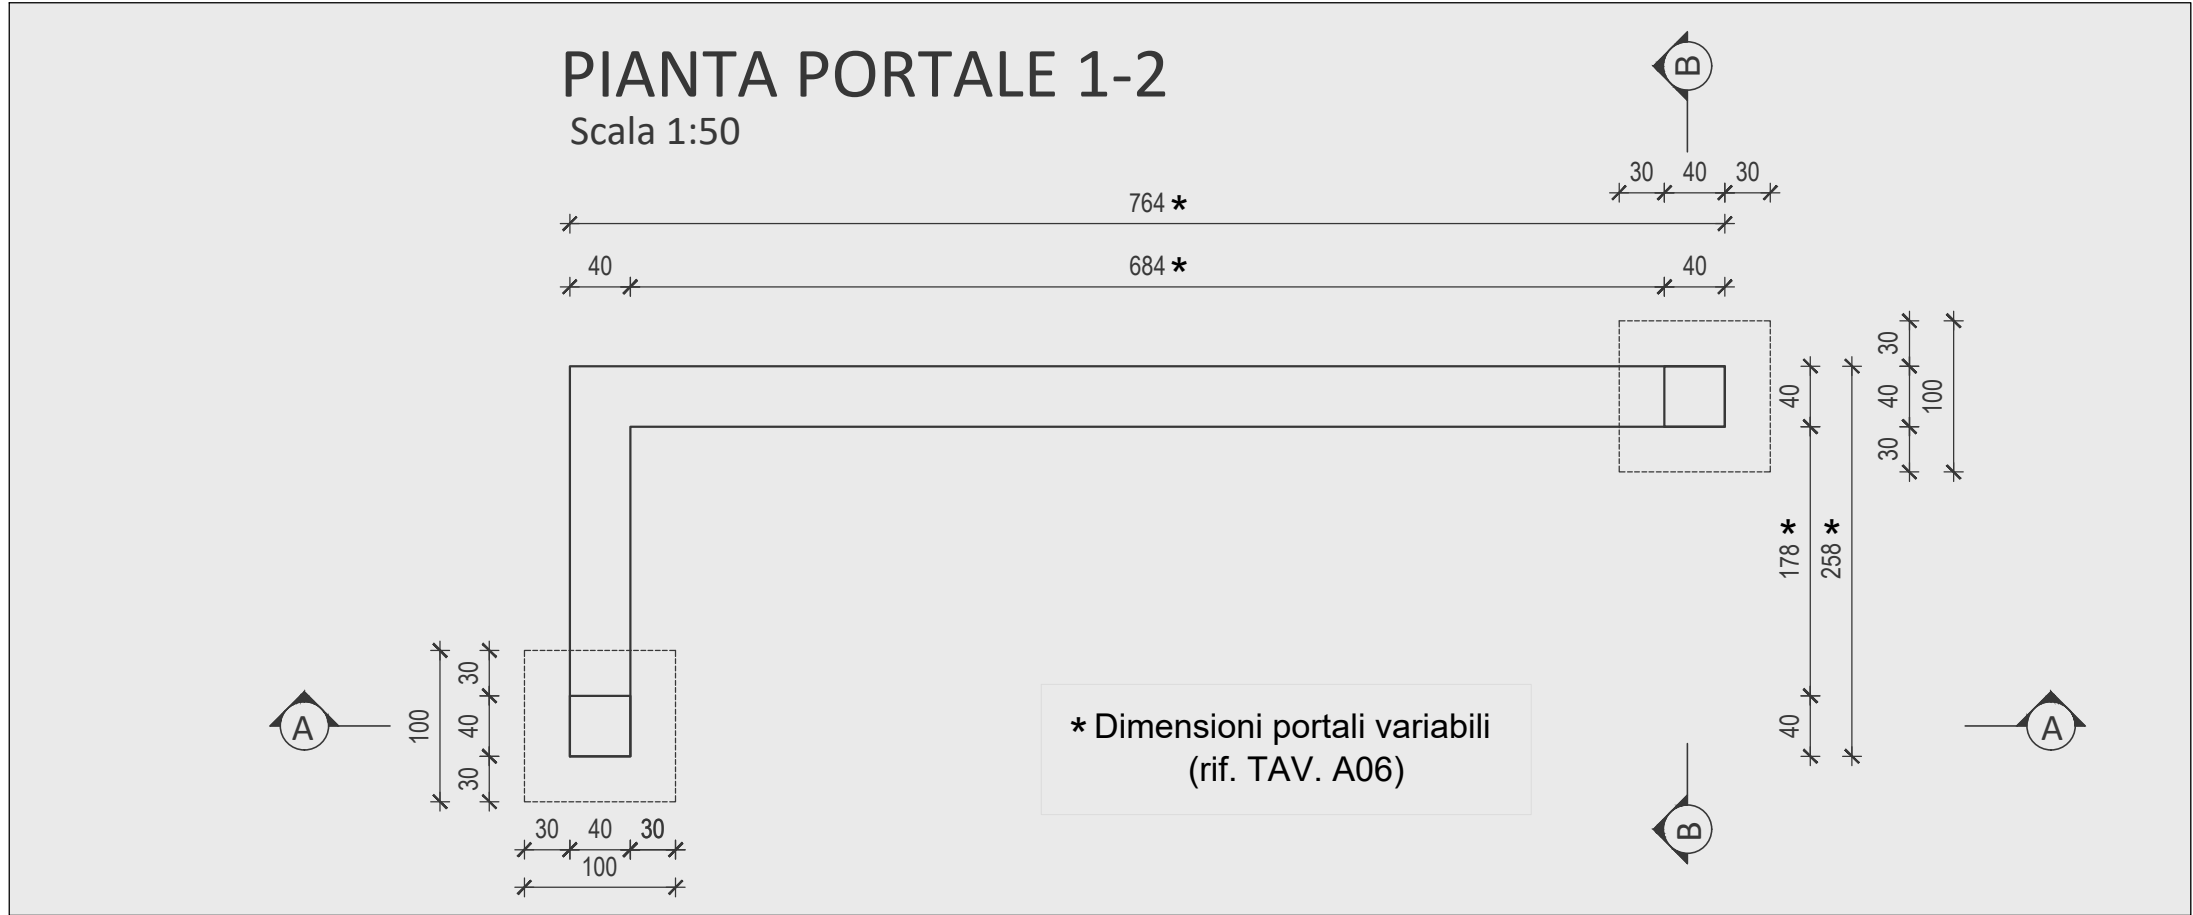 PIANTA PORTALE 1-2
Scala 1:50
B
30 40 30
764 *
40 684 * 40
30
40
30
100
40
178 *
40
258 *
A
100
30
40
30
30 40 30
100
* Dimensioni portali variabili
(rif. TAV. A06)
A
B